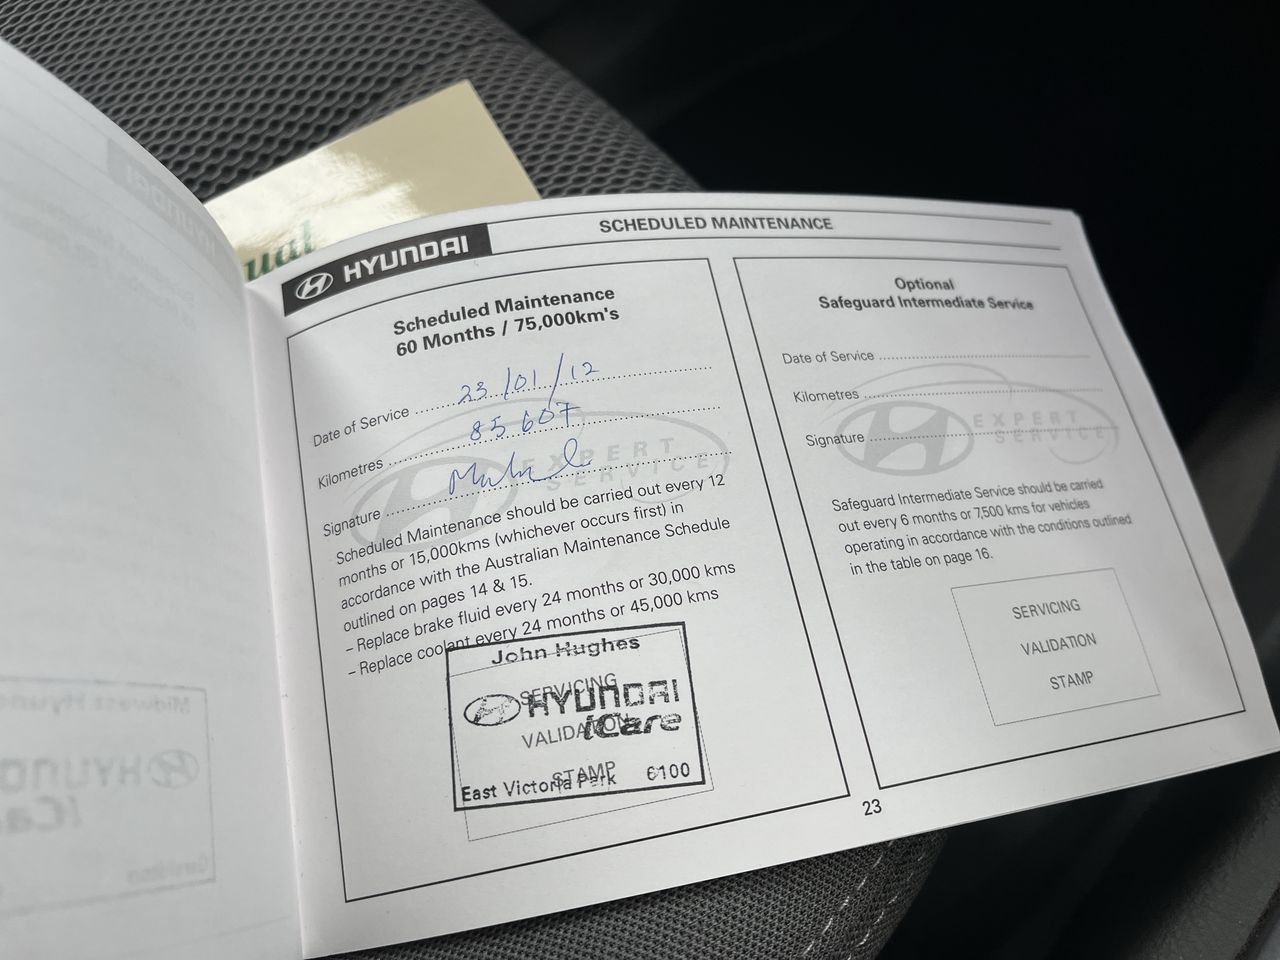 HYUNDAI
SCHEDULED MAINTENANCE
Scheduled Maintenance
60 Months / 75,000km's
Date of Service 23/01/12
Kilometres 85 607
Signature
EXPERT
SERVICE
Scheduled Maintenance should be carried out every 12
months or 15,000kms (whichever occurs first) in
accordance with the Australian Maintenance Schedule
outlined on pages 14 & 15.
– Replace brake fluid every 24 months or 30,000 kms
– Replace coolant every 24 months or 45,000 kms
John Hughes
SERVICING
HYUNDAI
VALIDATION
iCare
STAMP
East Victoria Park 6100
Optional
Safeguard Intermediate Service
Date of Service
Kilometres
EXPERT
SERVICE
Signature
Safeguard Intermediate Service should be carried
out every 6 months or 7,500 kms for vehicles
operating in accordance with the conditions outlined
in the table on page 16.
SERVICING
VALIDATION
STAMP
23